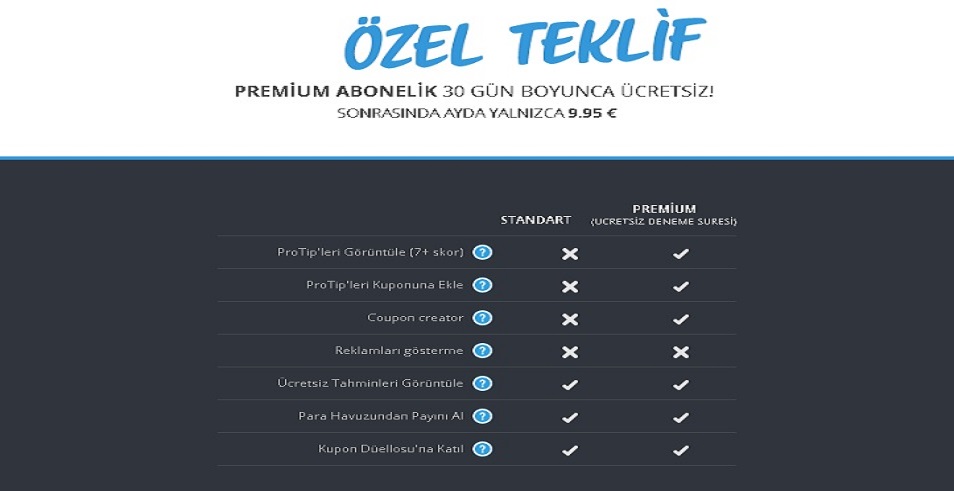 ÖZEL TEKLİF
PREMİUM ABONELİK 30 GÜN BOYUNCA ÜCRETSİZ!
SONRASINDA AYDA YALNIZCA 9.95 €
STANDART
PREMİUM
(ÜCRETSİZ DENEME SÜRESİ)
ProTip'leri Görüntüle (7+ skor) ?
ProTip'leri Kuponuna Ekle ?
Coupon creator ?
Reklamları gösterme ?
Ücretsiz Tahminleri Görüntüle ?
Para Havuzundan Payını Al ?
Kupon Düellosu'na Katıl ?